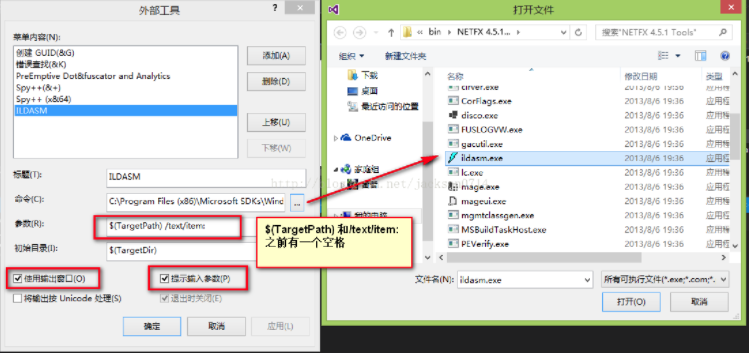 外部工具
菜单内容(N):
创建 GUID(&G)
错误查找(&K)
PreEmptive Dot&fuscator and Analytics
Spy++(&+)
Spy++ (x&64)
ILDASM
添加(A)
删除(D)
上移(U)
下移(W)
标题(T):
ILDASM
命令(C):
C:\Program Files (x86)\Microsoft SDKs\Wind
...
参数(R):
$(TargetPath) /text/item:
初始目录(I):
$(TargetDir)
使用输出窗口(O)
提示输入参数(P)
将输出按 Unicode 处理(S)
退出时关闭(E)
确定
取消
应用(L)
$(TargetPath) 和/text/item:
之前有一个空格
打开文件
« bin › NETFX 4.5.1...
搜索"NETFX 4.5.1 Tools"
组织
新建文件夹
下载
桌面
最近访问的位置
OneDrive
家庭组
名称
修改日期
类型
clrver.exe 2013/8/6 19:36 应用程
CorFlags.exe 2013/8/6 19:36 应用程
disco.exe 2013/8/6 19:36 应用程
FUSLOGVW.exe 2013/8/6 19:36 应用程
gacutil.exe 2013/8/6 19:36 应用程
ildasm.exe 2013/8/6 19:36 应用程
lc.exe 2013/8/6 19:36 应用程
mage.exe 2013/8/6 19:36 应用程
mageui.exe 2013/8/6 19:36 应用程
mgmtclassgen.exe 2013/8/6 19:36 应用程
MSBuildTaskHost.exe 2013/8/6 19:36 应用程
PEVerify.exe 2013/8/6 19:36 应用程
文件名(N):
ildasm.exe
所有可执行文件(*.exe;*.com;*.
打开(O)
取消